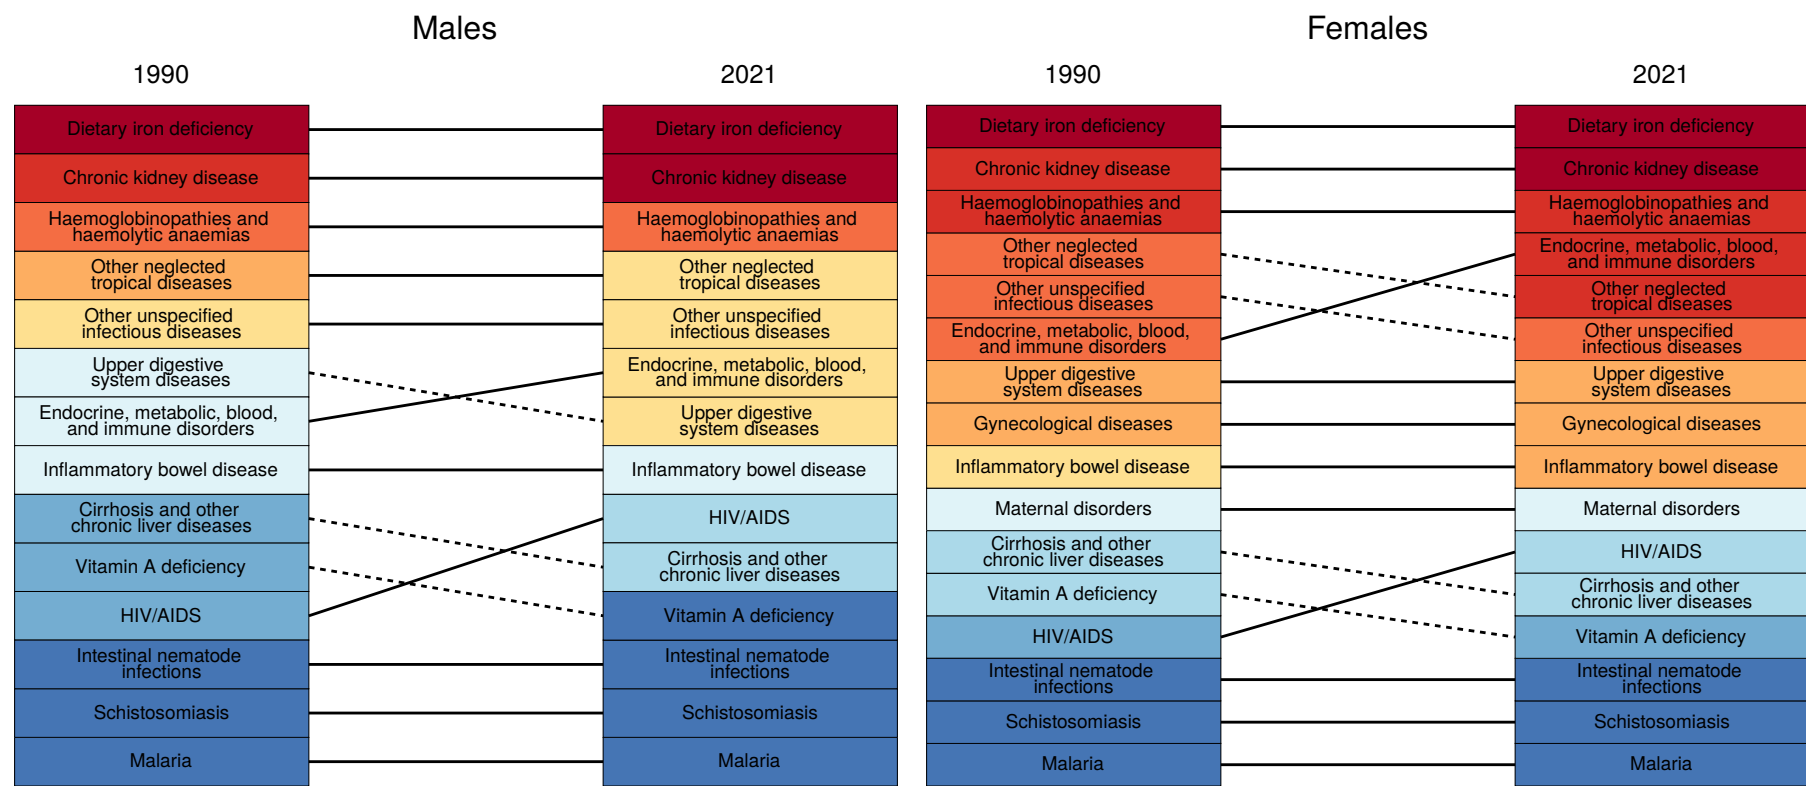 Males
1990
2021
Dietary iron deficiency
Chronic kidney disease
Haemoglobinopathies and
haemolytic anaemias
Other neglected
tropical diseases
Other unspecified
infectious diseases
Upper digestive
system diseases
Endocrine, metabolic, blood,
and immune disorders
Inflammatory bowel disease
Cirrhosis and other
chronic liver diseases
Vitamin A deficiency
HIV/AIDS
Intestinal nematode
infections
Schistosomiasis
Malaria
Dietary iron deficiency
Chronic kidney disease
Haemoglobinopathies and
haemolytic anaemias
Other neglected
tropical diseases
Other unspecified
infectious diseases
Endocrine, metabolic, blood,
and immune disorders
Upper digestive
system diseases
Inflammatory bowel disease
HIV/AIDS
Cirrhosis and other
chronic liver diseases
Vitamin A deficiency
Intestinal nematode
infections
Schistosomiasis
Malaria
Females
1990
2021
Dietary iron deficiency
Chronic kidney disease
Haemoglobinopathies and
haemolytic anaemias
Other neglected
tropical diseases
Other unspecified
infectious diseases
Endocrine, metabolic, blood,
and immune disorders
Upper digestive
system diseases
Gynecological diseases
Inflammatory bowel disease
Maternal disorders
Cirrhosis and other
chronic liver diseases
Vitamin A deficiency
HIV/AIDS
Intestinal nematode
infections
Schistosomiasis
Malaria
Dietary iron deficiency
Chronic kidney disease
Haemoglobinopathies and
haemolytic anaemias
Endocrine, metabolic, blood,
and immune disorders
Other neglected
tropical diseases
Other unspecified
infectious diseases
Upper digestive
system diseases
Gynecological diseases
Inflammatory bowel disease
Maternal disorders
HIV/AIDS
Cirrhosis and other
chronic liver diseases
Vitamin A deficiency
Intestinal nematode
infections
Schistosomiasis
Malaria